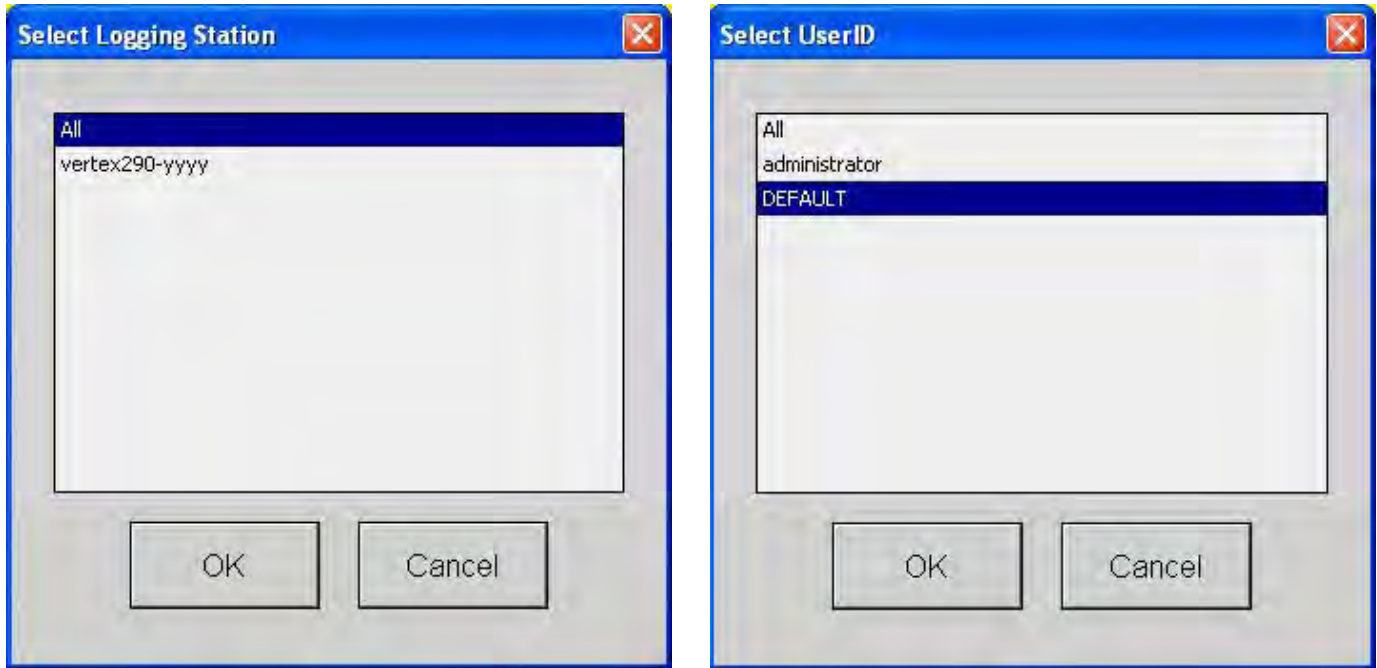 Select Logging Station
All
vertex290-yyyy
OK
Cancel
Select UserID
All
administrator
DEFAULT
OK
Cancel